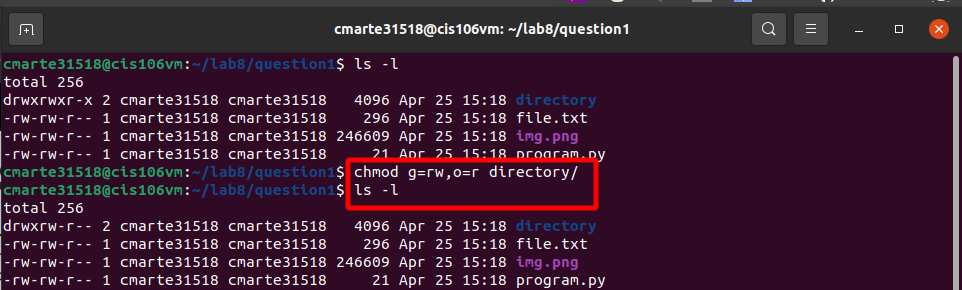 cmarte31518@cis106vm: ~/lab8/question1
cmarte31518@cis106vm:~/lab8/question1$ ls -l
total 256
drwxrwxr-x 2 cmarte31518 cmarte31518   4096 Apr 25 15:18 directory
-rw-rw-r-- 1 cmarte31518 cmarte31518    296 Apr 25 15:18 file.txt
-rw-rw-r-- 1 cmarte31518 cmarte31518 246609 Apr 25 15:18 img.png
-rw-rw-r-- 1 cmarte31518 cmarte31518     21 Apr 25 15:18 program.py
cmarte31518@cis106vm:~/lab8/question1$ chmod g=rw,o=r directory/
cmarte31518@cis106vm:~/lab8/question1$ ls -l
total 256
drwxrw-r-- 2 cmarte31518 cmarte31518   4096 Apr 25 15:18 directory
-rw-rw-r-- 1 cmarte31518 cmarte31518    296 Apr 25 15:18 file.txt
-rw-rw-r-- 1 cmarte31518 cmarte31518 246609 Apr 25 15:18 img.png
-rw-rw-r-- 1 cmarte31518 cmarte31518     21 Apr 25 15:18 program.py